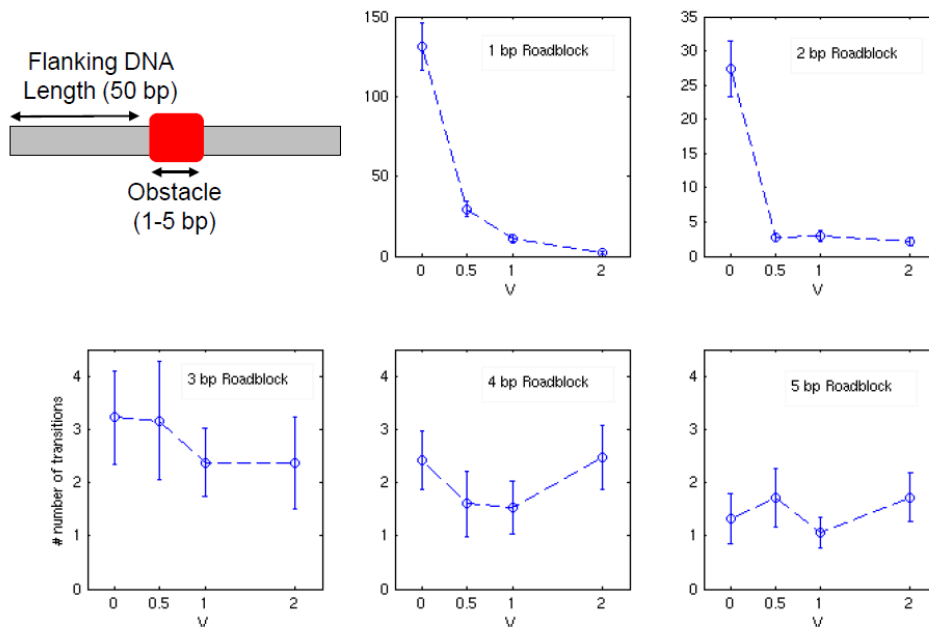 Flanking DNA
Length (50 bp)
Obstacle
(1-5 bp)
150
100
50
0
1 bp Roadblock
0 0.5 1 2
V
35
30
25
20
15
10
5
0
2 bp Roadblock
0 0.5 1 2
V
# number of transitions
4
3
2
1
0
3 bp Roadblock
0 0.5 1 2
V
4
3
2
1
0
4 bp Roadblock
0 0.5 1 2
V
4
3
2
1
0
5 bp Roadblock
0 0.5 1 2
V